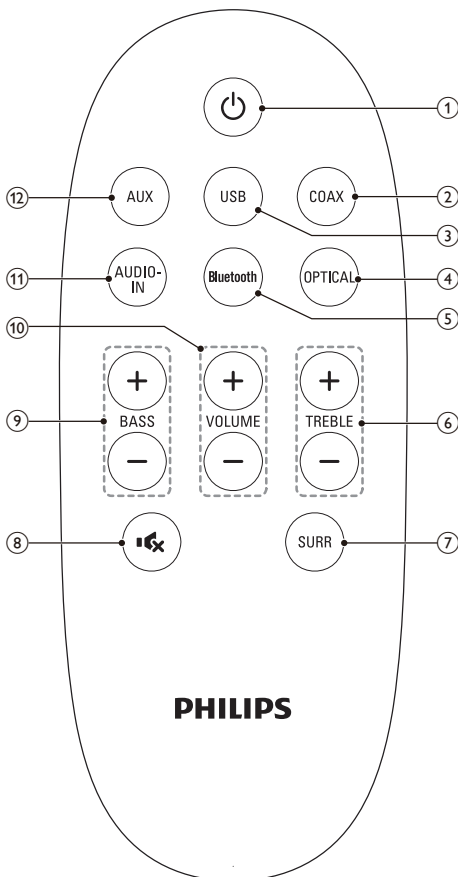 ①
⑫ AUX USB COAX ②
③
⑪ AUDIO-
IN Bluetooth OPTICAL ④
⑤
⑩
+ + +
⑨ BASS VOLUME TREBLE ⑥
− − −
⑧ SURR ⑦
PHILIPS